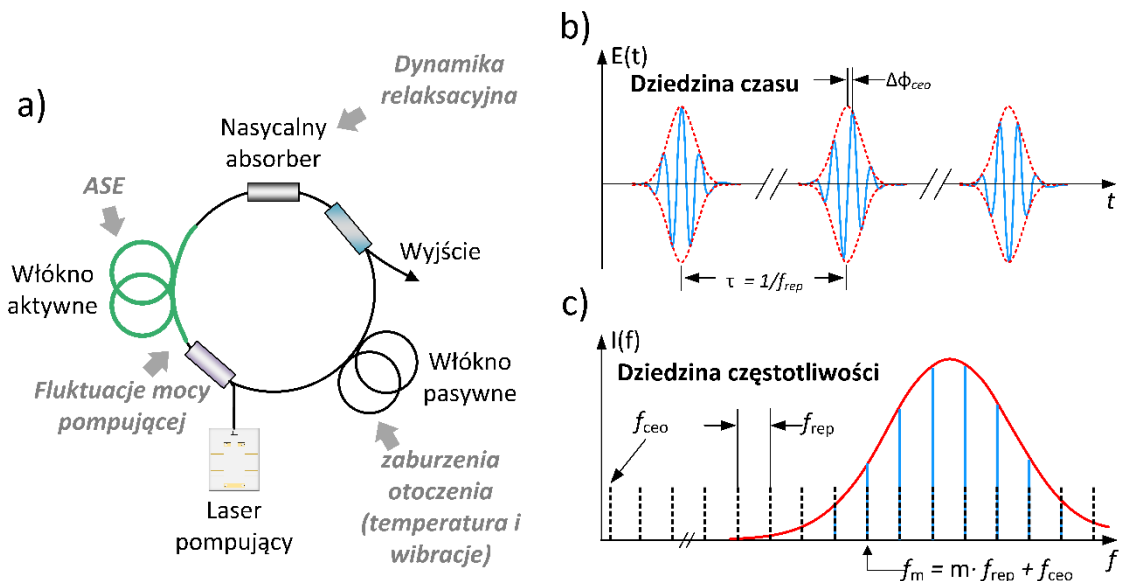 a)
Dynamika
relaksacyjna
Nasycalny
absorber
ASE
Włókno
aktywne
Wyjście
Fluktuacje mocy
pompującej
Włókno
pasywne
Laser
pompujący
zaburzenia
otoczenia
(temperatura i
wibracje)
b)
E(t)
Dziedzina czasu
Δϕceo
t
τ = 1/frep
c)
I(f)
Dziedzina częstotliwości
fceo
frep
f
fm = m· frep + fceo